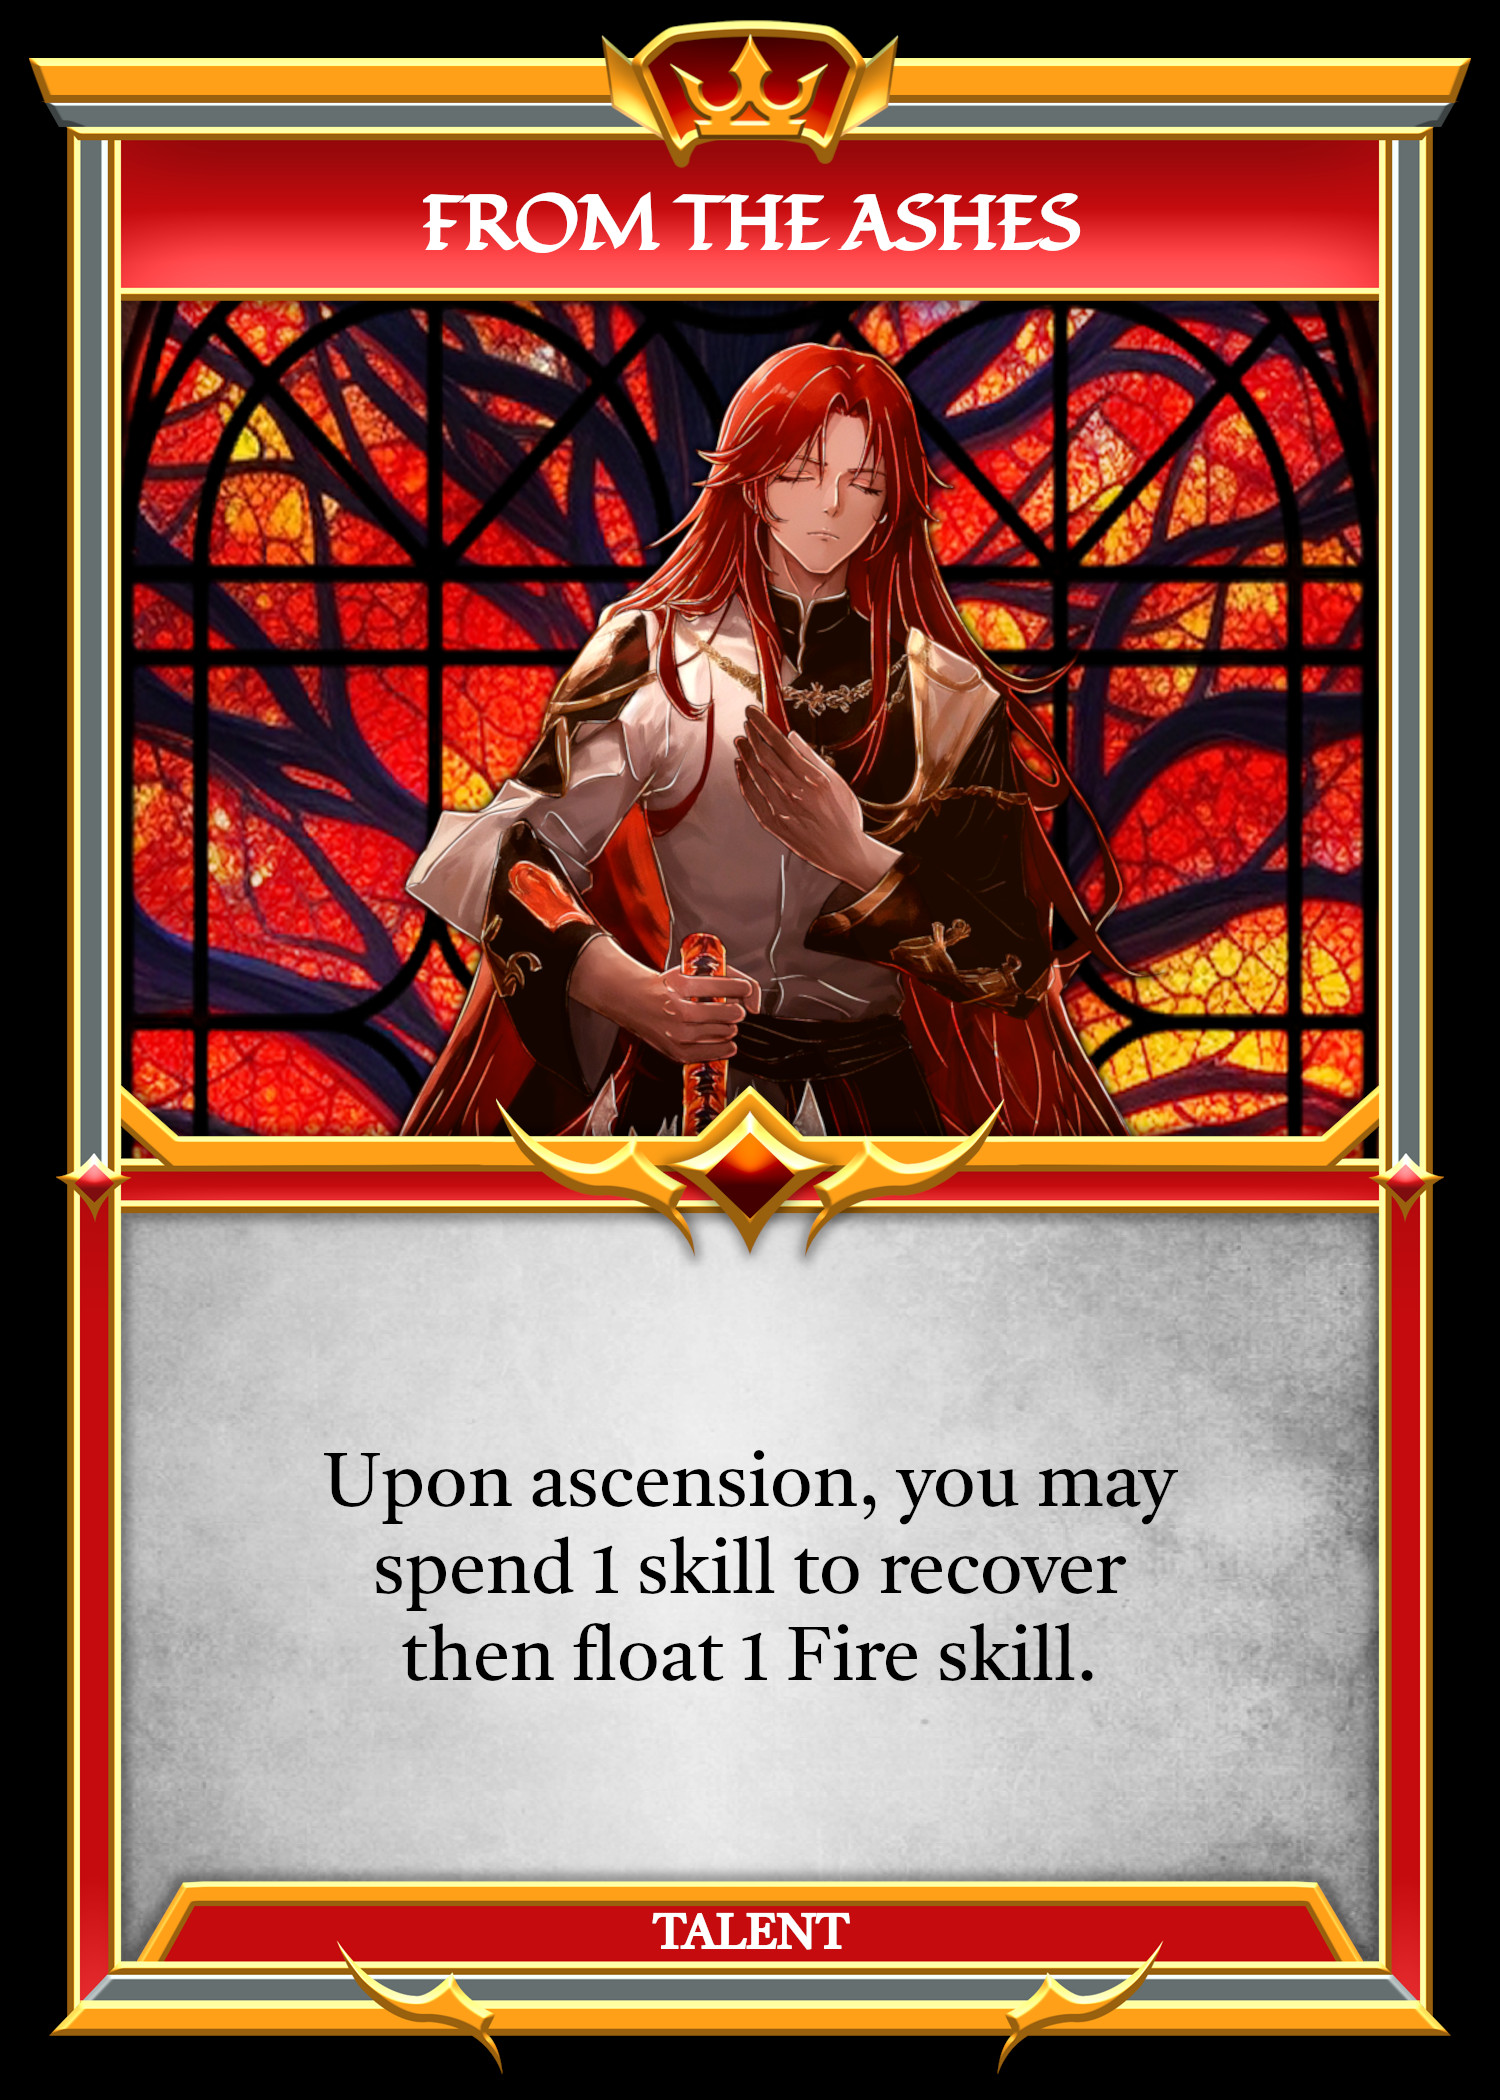 FROM THE ASHES
Upon ascension, you may
spend 1 skill to recover
then float 1 Fire skill.
TALENT